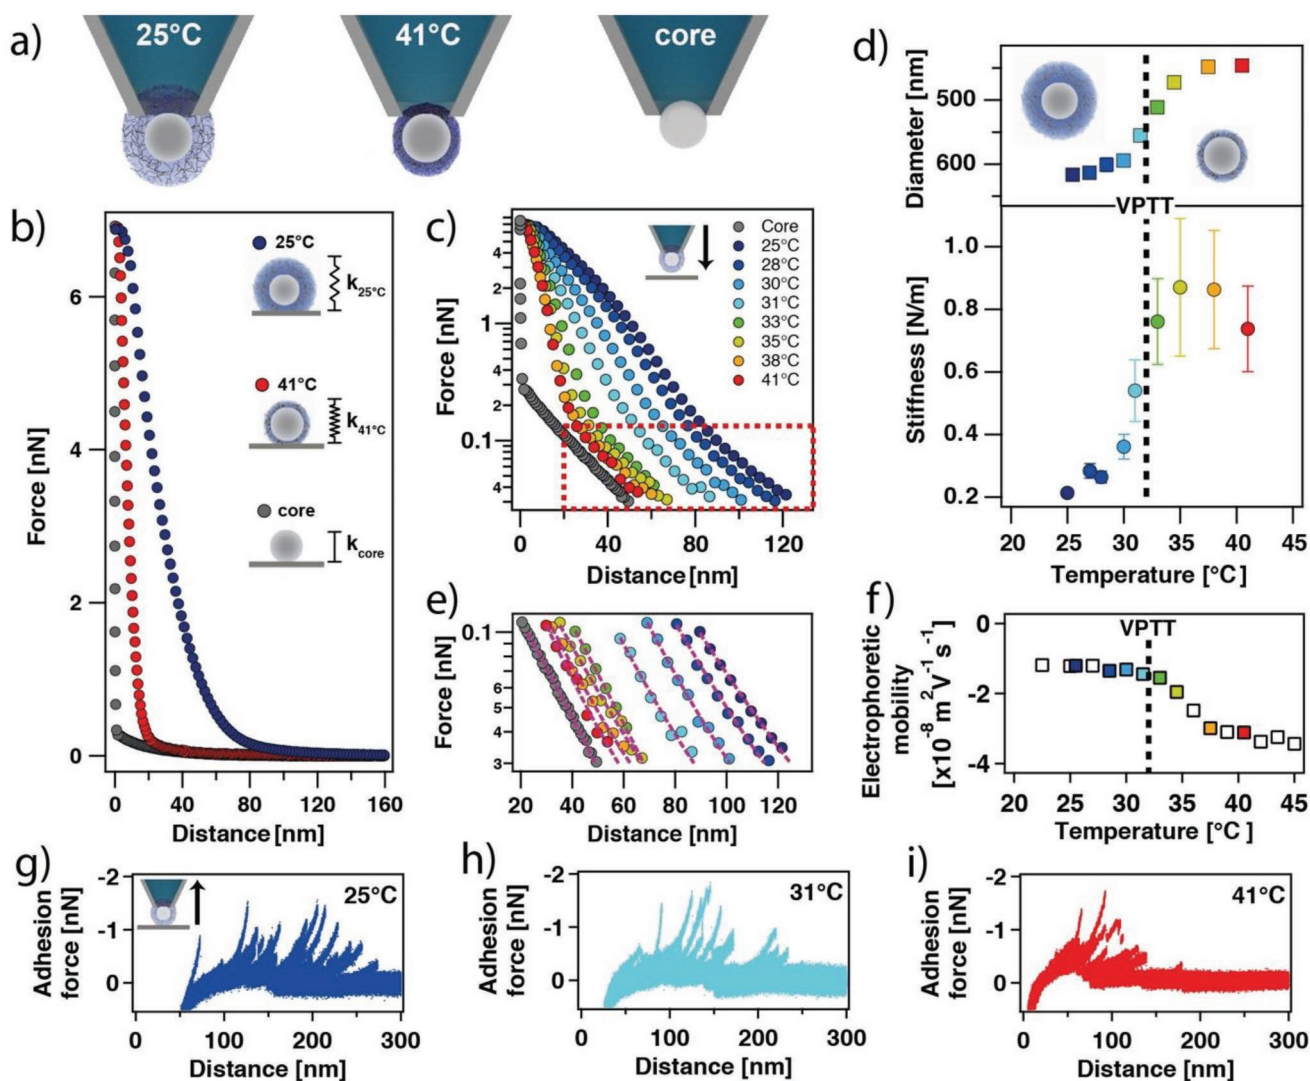 a)
25°C
41°C
core
b)
Force [nN]
6
4
2
0
25°C
k25°C
41°C
k41°C
core
kcore
0
40
80
120
160
Distance [nm]
c)
Force [nN]
4
2
1
4
2
0.1
4
Core
25°C
28°C
30°C
31°C
33°C
35°C
38°C
41°C
0
40
80
120
Distance [nm]
d)
Diameter [nm]
500
600
VPTT
Stiffness [N/m]
1.0
0.8
0.6
0.4
0.2
20
25
30
35
40
45
Temperature [°C]
e)
Force [nN]
0.1
6
5
4
3
20
40
60
80
100
120
Distance [nm]
f)
Electrophoretic
mobility
[x10-8 m2V-1s-1]
0
-2
-4
VPTT
20
25
30
35
40
45
Temperature [°C]
g)
Adhesion
force [nN]
-2
-1
0
25°C
0
50
100
200
300
Distance [nm]
h)
Adhesion
force [nN]
-2
-1
0
31°C
0
50
100
200
300
Distance [nm]
i)
Adhesion
force [nN]
-2
-1
0
41°C
0
50
100
200
300
Distance [nm]